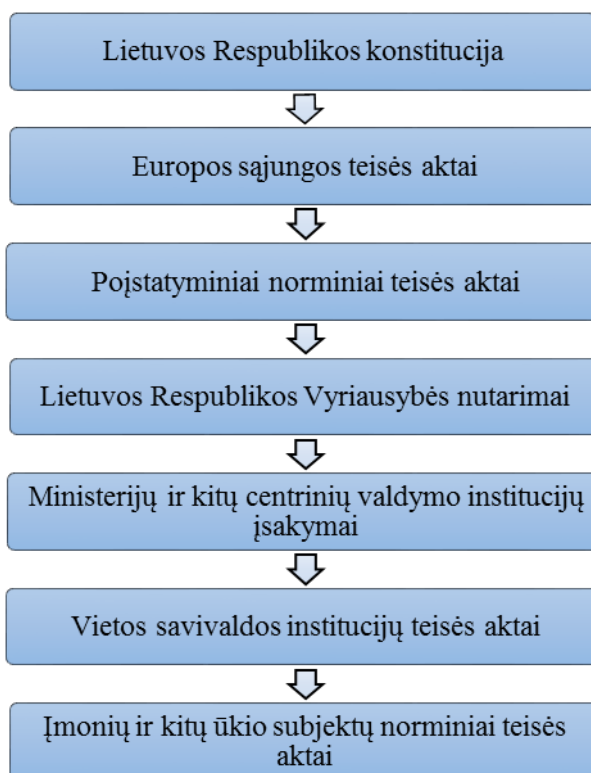 Lietuvos Respublikos konstitucija
Europos sąjungos teisės aktai
Poįstatyminiai norminiai teisės aktai
Lietuvos Respublikos Vyriausybės nutarimai
Ministerijų ir kitų centrinių valdymo institucijų
įsakymai
Vietos savivaldos institucijų teisės aktai
Įmonių ir kitų ūkio subjektų norminiai teisės
aktai